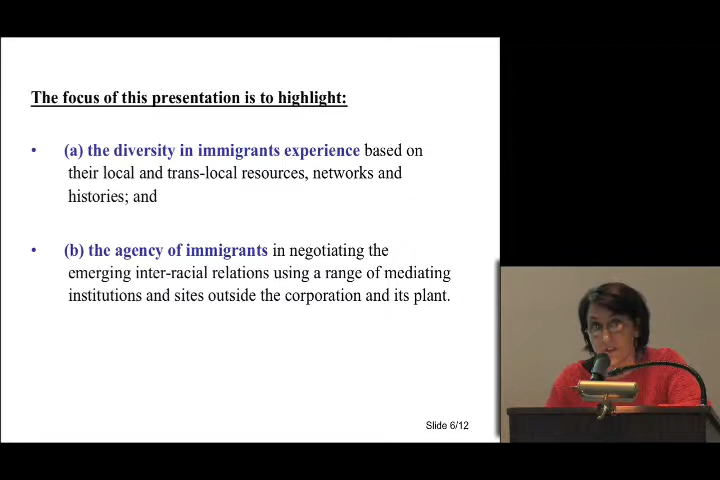 The focus of this presentation is to highlight:
• (a) the diversity in immigrants experience based on
their local and trans-local resources, networks and
histories; and
• (b) the agency of immigrants in negotiating the
emerging inter-racial relations using a range of mediating
institutions and sites outside the corporation and its plant.
Slide 6/12